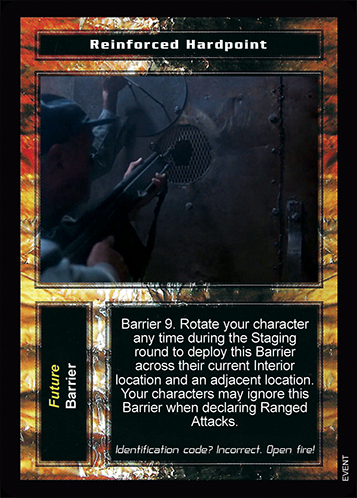 Reinforced Hardpoint
Future
Barrier
Barrier 9. Rotate your character
any time during the Staging
round to deploy this Barrier
across their current Interior
location and an adjacent location.
Your characters may ignore this
Barrier when declaring Ranged
Attacks.
Identification code? Incorrect. Open fire!
EVENT